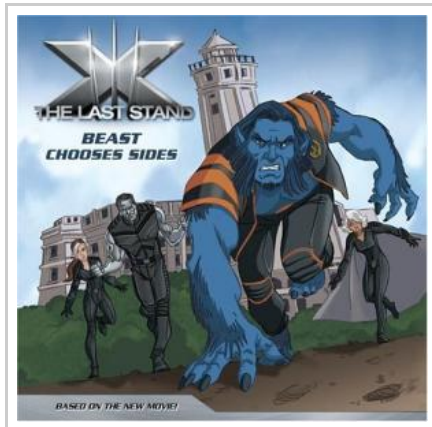 THE LAST STAND
BEAST
CHOOSES SIDES
BASED ON THE NEW MOVIE!